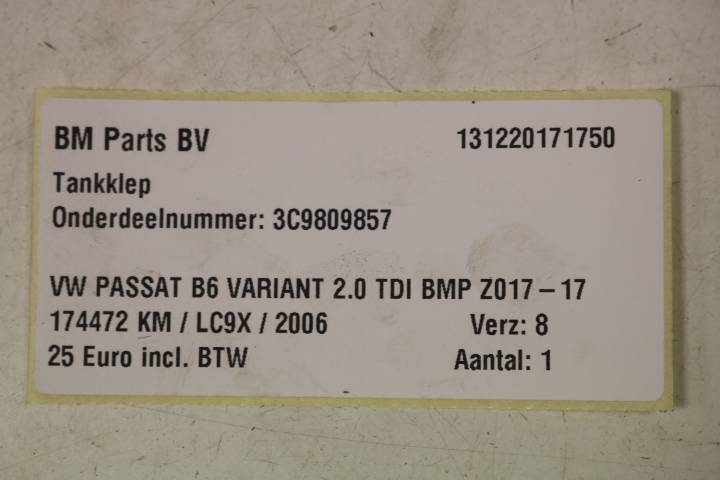 BM Parts BV 131220171750
Tankklep
Onderdeelnummer: 3C9809857
VW PASSAT B6 VARIANT 2.0 TDI BMP Z017-17
174472 KM / LC9X / 2006 Verz: 8
25 Euro incl. BTW Aantal: 1